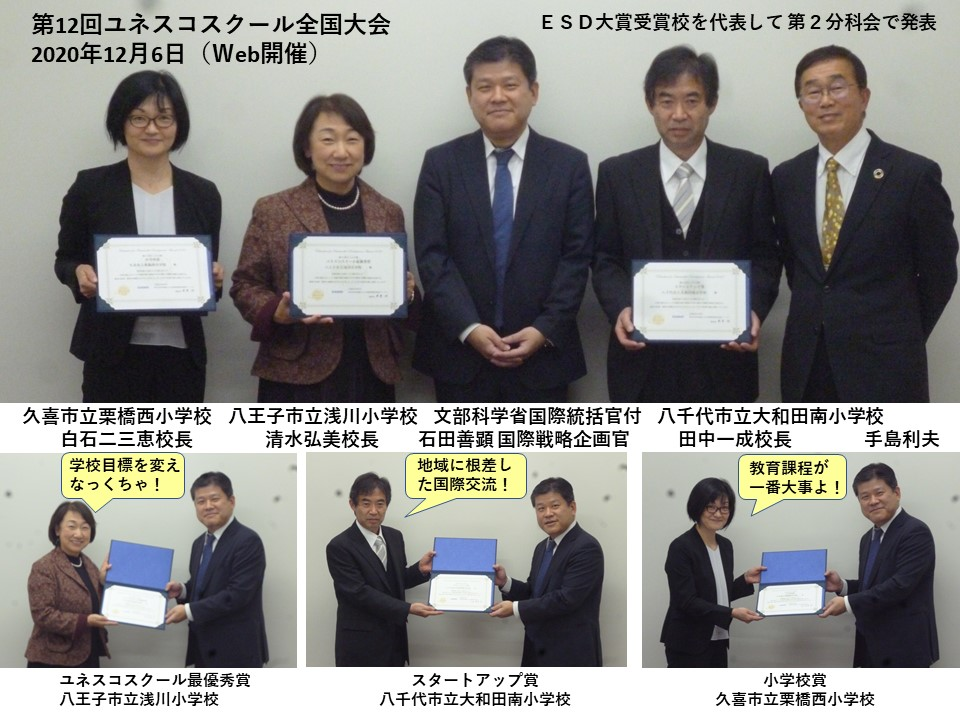 第12回ユネスコスクール全国大会
2020年12月6日（Web開催）
ＥＳＤ大賞受賞校を代表して 第２分科会で発表
久喜市立栗橋西小学校 八王子市立浅川小学校 文部科学省国際統括官付 八千代市立大和田南小学校
白石二三恵校長 清水弘美校長 石田善顕 国際戦略企画官 田中一成校長 手島利夫
学校目標を変え
なっくちゃ！
地域に根差し
た国際交流！
教育課程が
一番大事よ！
ユネスコスクール最優秀賞
八王子市立浅川小学校
スタートアップ賞
八千代市立大和田南小学校
小学校賞
久喜市立栗橋西小学校